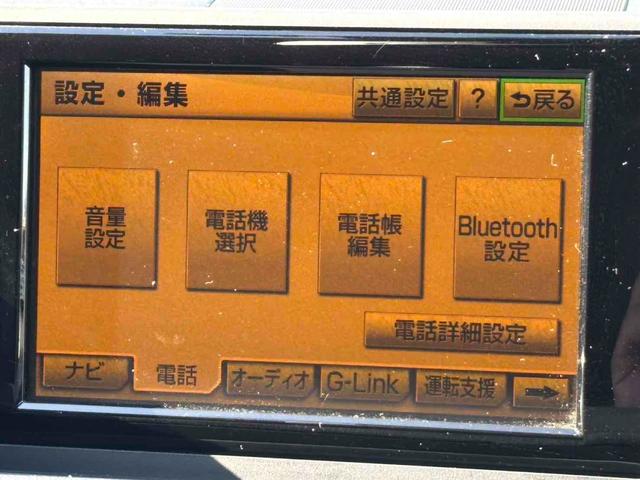 設定・編集
共通設定
?
戻る
音量
設定
電話機
選択
電話帳
編集
Bluetooth
設定
電話詳細設定
ナビ
電話
オーディオ
G-Link
運転支援